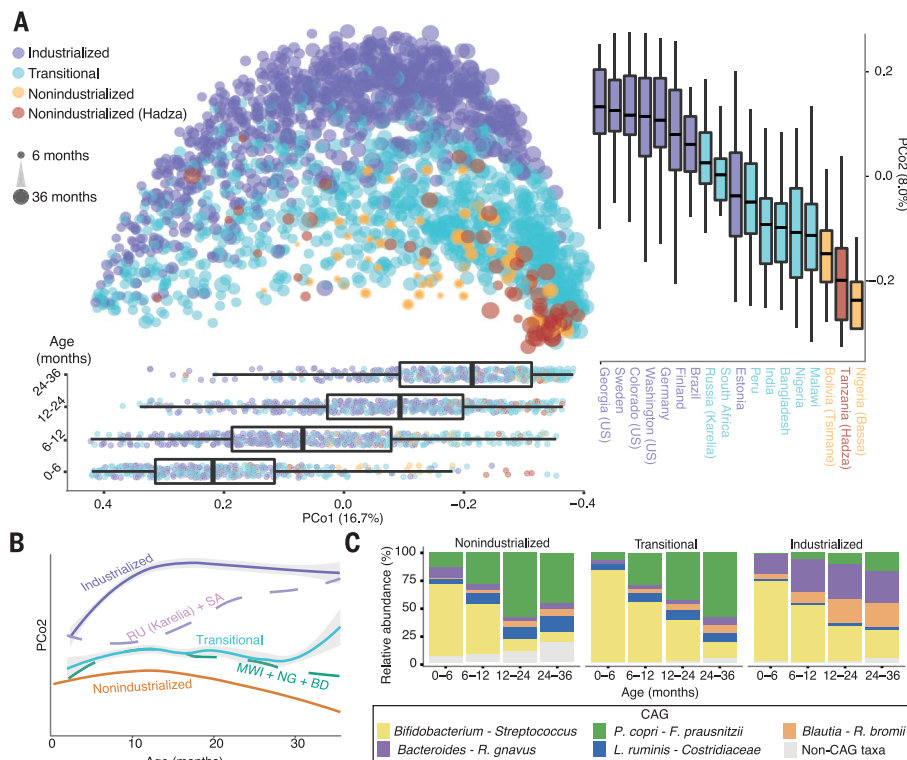 A
Industrialized
Transitional
Nonindustrialized
Nonindustrialized (Hadza)
6 months
36 months
Age
(months)
24-36
12-24
6-12
0-6
0.4
0.2
0.0
−0.2
−0.4
PCo1 (16.7%)
0.2
0.0
−0.2
PCo2 (8.0%)
Georgia (US)
Sweden
Colorado (US)
Washington (US)
Germany
Finland
Brazil
Russia (Karelia)
South Africa
Estonia
Peru
India
Bangladesh
Nigeria
Malawi
Bolivia (Tsimane)
Tanzania (Hadza)
Nigeria (Bassa)
B
PCo2
Industrialized
RU (Karelia) + SA
Transitional
MWI + NG + BD
Nonindustrialized
0
10
20
30
Age (months)
C
Relative abundance (%)
100
75
50
25
0
Nonindustrialized
Transitional
Industrialized
0–6 6–12 12–24 24–36
0–6 6–12 12–24 24–36
0–6 6–12 12–24 24–36
Age (months)
CAG
Bifidobacterium - Streptococcus
P. copri - F. prausnitzii
Blautia - R. bromii
Bacteroides - R. gnavus
L. ruminis - Costridiaceae
Non-CAG taxa